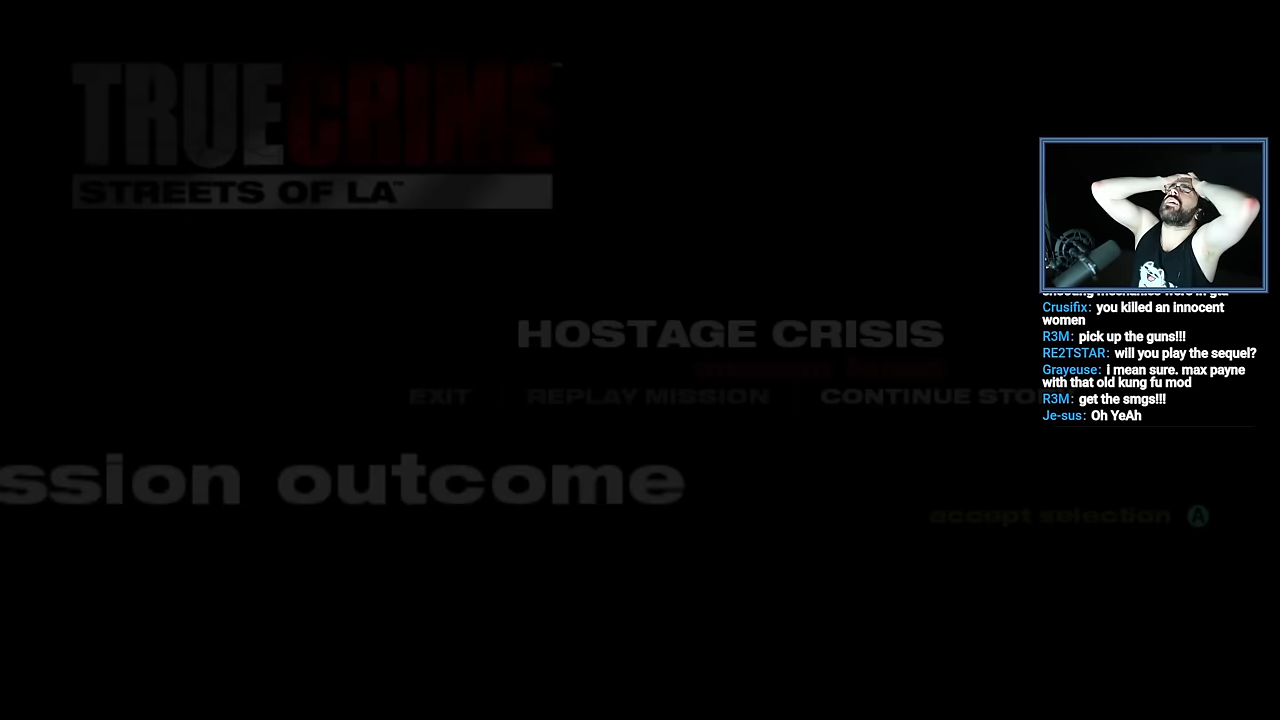 TRUE CRIME™
STREETS OF LA™
HOSTAGE CRISIS
EXIT
REPLAY MISSION
CONTINUE STO
ssion outcome
accept selection A
Crusifix: you killed an innocent
women
R3M: pick up the guns!!!
RE2TSTAR: will you play the sequel?
Grayeuse: i mean sure. max payne
with that old kung fu mod
R3M: get the smgs!!!
Je-sus: Oh YeAh